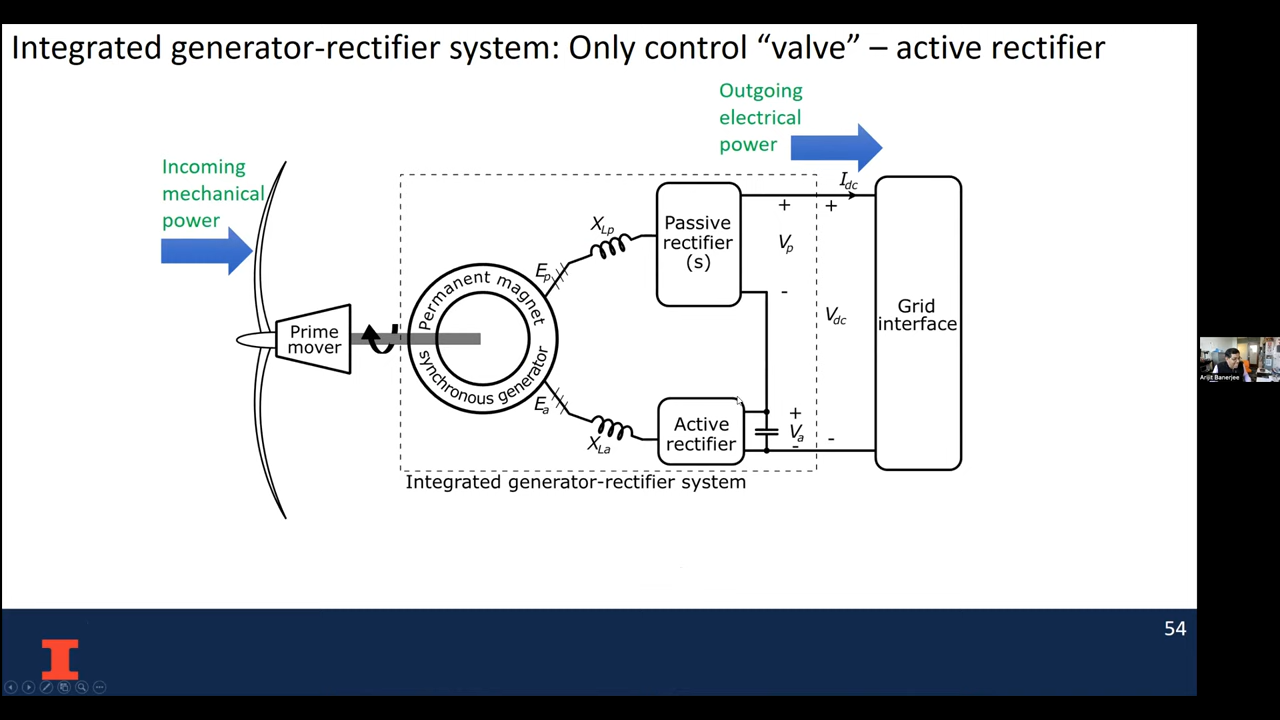 Integrated generator-rectifier system: Only control “valve” – active rectifier
Outgoing
electrical
power
Incoming
mechanical
power
I_dc
+
+
X_Lp
Passive
rectifier
(s)
V_p
E_p
-
Permanent magnet
synchronous generator
Prime
mover
V_dc
Grid
interface
E_a
X_La
Active
rectifier
+
V_a
-
-
Integrated generator-rectifier system
54
I
Arijit Banerjee